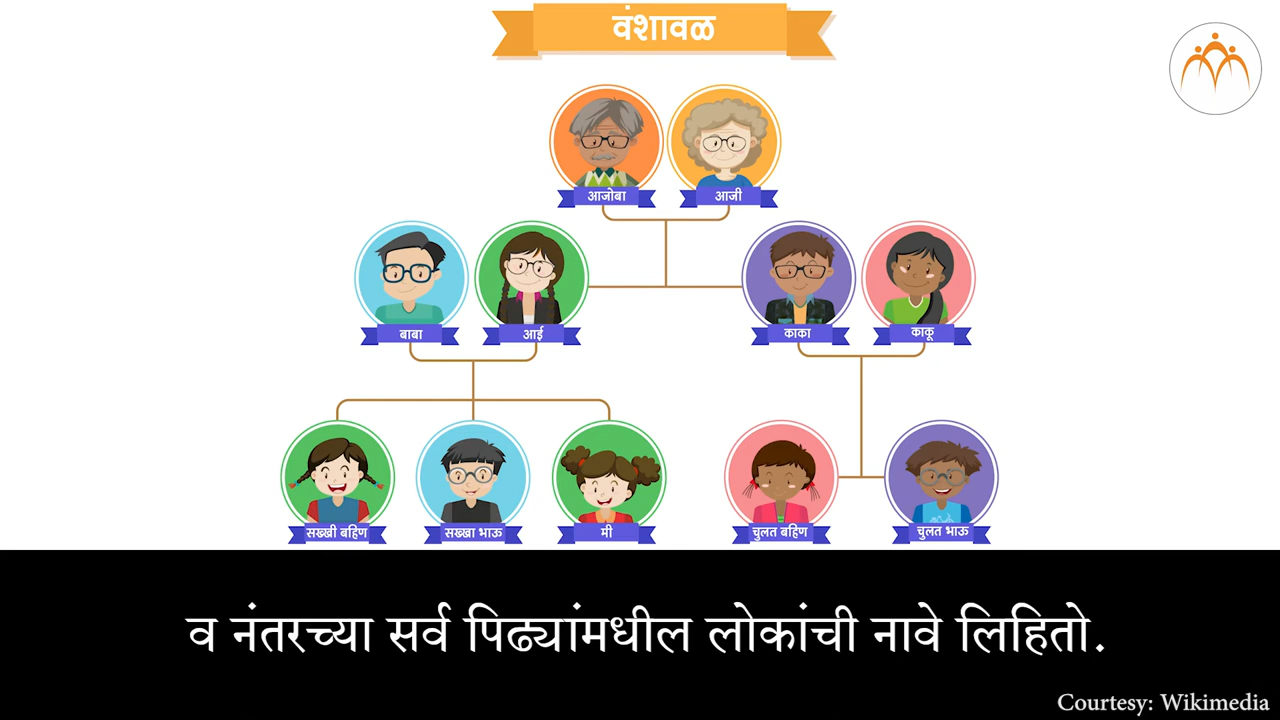 वंशावळ
आजोबा
आजी
बाबा
आई
काका
काकू
सख्खी बहिण
सख्खा भाऊ
मी
चुलत बहिण
चुलत भाऊ
व नंतरच्या सर्व पिढ्यांमधील लोकांची नावे लिहितो.
Courtesy: Wikimedia